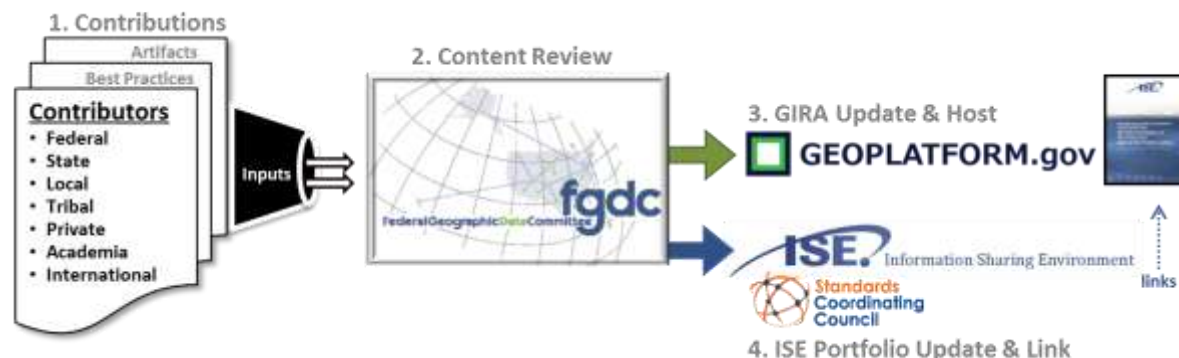 1. Contributions
Artifacts
Best Practices
Contributors
• Federal
• State
• Local
• Tribal
• Private
• Academia
• International
Inputs
2. Content Review
fgdc
FederalGeographicDataCommittee
3. GIRA Update & Host
GEOPLATFORM.gov
ISE
ISE. Information Sharing Environment
links
Standards
Coordinating
Council
4. ISE Portfolio Update & Link